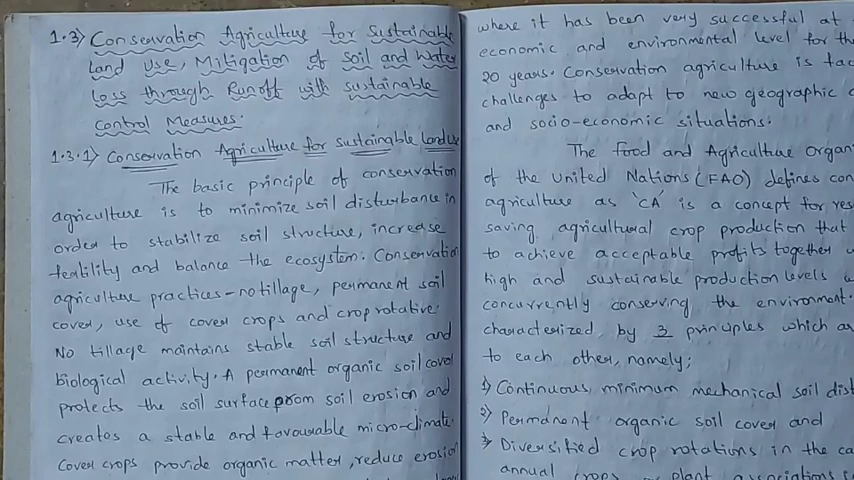 1.3) Conservation Agriculture for Sustainable
Land Use, Mitigation of Soil and Water
Loss through Runoff with Sustainable
Control Measures.
1.3.1) Conservation Agriculture for Sustainable Land Use
The basic principle of conservation
agriculture is to minimize soil disturbance in
order to stabilize soil structure, increase
fertility and balance the ecosystem. Conservation
agriculture practices - no tillage, permanent soil
cover, use of cover crops and crop rotative.
No tillage maintains stable soil structure and
biological activity. A permanent organic soil cover
protects the soil surface from soil erosion and
creates a stable and favourable micro-climate.
Cover crops provide organic matter, reduce erosion
where it has been very successful at
economic and environmental level for the
20 years. Conservation agriculture is
challenges to adapt to new geographic
and socio-economic situations.
The Food and Agriculture
of the United Nations (FAO) defines
agriculture as 'CA' is a concept for
saving agricultural crop production that
to achieve acceptable profits together
high and sustainable production levels
concurrently conserving the environment.
characterized by 3 principles which
to each other, namely;
1) Continuous minimum mechanical soil
2) Permanent organic soil cover and
3) Diversified crop rotations in the
annual crops or plant associations